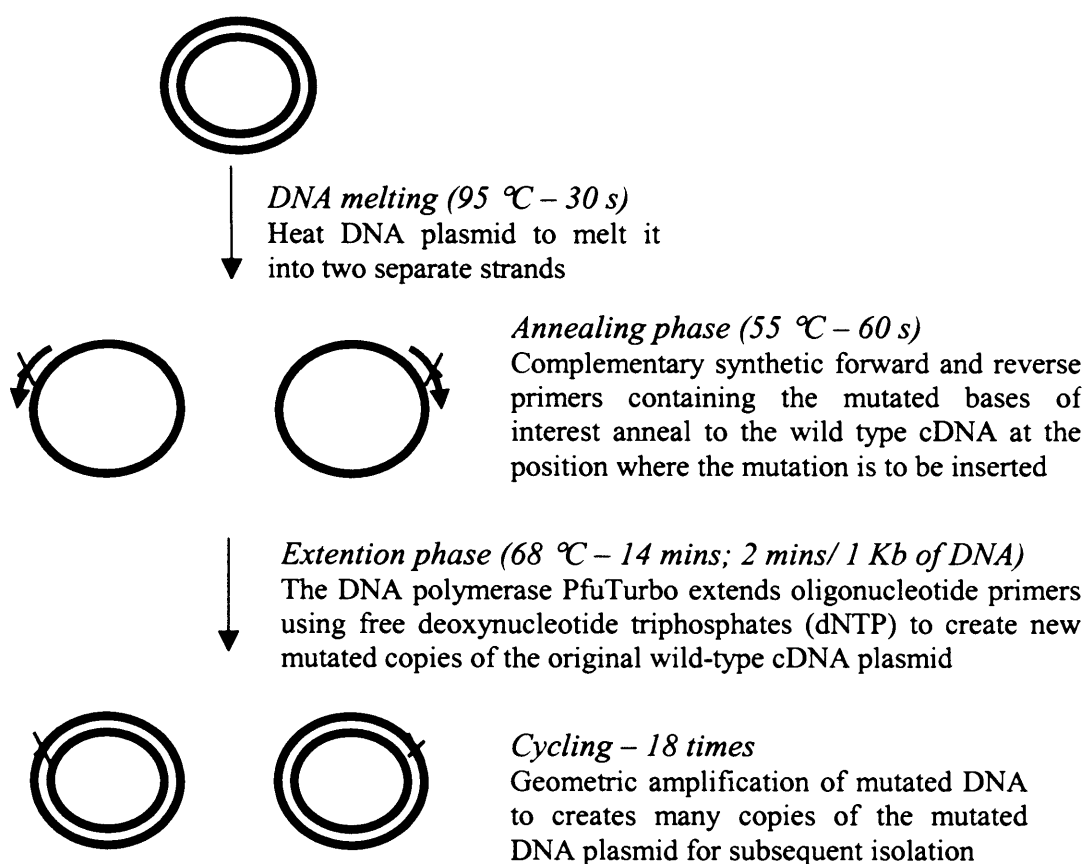 DNA melting (95 ℃ – 30 s)
Heat DNA plasmid to melt it
into two separate strands
Annealing phase (55 ℃ – 60 s)
Complementary synthetic forward and reverse
primers containing the mutated bases of
interest anneal to the wild type cDNA at the
position where the mutation is to be inserted
Extention phase (68 ℃ – 14 mins; 2 mins/ 1 Kb of DNA)
The DNA polymerase PfuTurbo extends oligonucleotide primers
using free deoxynucleotide triphosphates (dNTP) to create new
mutated copies of the original wild-type cDNA plasmid
Cycling – 18 times
Geometric amplification of mutated DNA
to creates many copies of the mutated
DNA plasmid for subsequent isolation